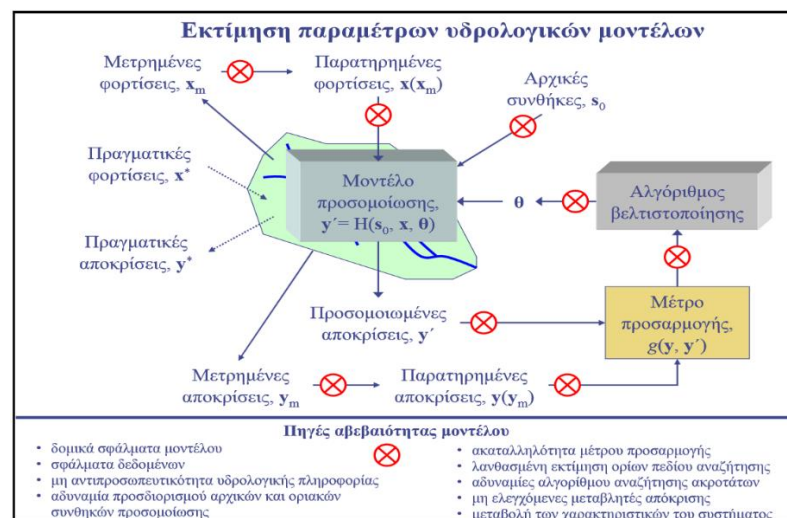 Εκτίμηση παραμέτρων υδρολογικών μοντέλων
Μετρημένες
φορτίσεις, xm
Παρατηρημένες
φορτίσεις, x(xm)
Αρχικές
συνθήκες, s0
Πραγματικές
φορτίσεις, x*
Μοντέλο
προσομοίωσης,
y´= H(s0, x, θ)
θ
Αλγόριθμος
βελτιστοποίησης
Πραγματικές
αποκρίσεις, y*
Προσομοιωμένες
αποκρίσεις, y´
Μέτρο
προσαρμογής,
g(y, y´)
Μετρημένες
αποκρίσεις, ym
Παρατηρημένες
αποκρίσεις, y(ym)
Πηγές αβεβαιότητας μοντέλου
• δομικά σφάλματα μοντέλου
• σφάλματα δεδομένων
• μη αντιπροσωπευτικότητα υδρολογικής πληροφορίας
• αδυναμία προσδιορισμού αρχικών και οριακών
συνθηκών προσομοίωσης
• ακαταλληλότητα μέτρου προσαρμογής
• λανθασμένη εκτίμηση ορίων πεδίου αναζήτησης
• αδυναμίες αλγορίθμου αναζήτησης ακροτάτων
• μη ελεγχόμενες μεταβλητές απόκρισης
• μεταβολή των χαρακτηριστικών του συστήματος